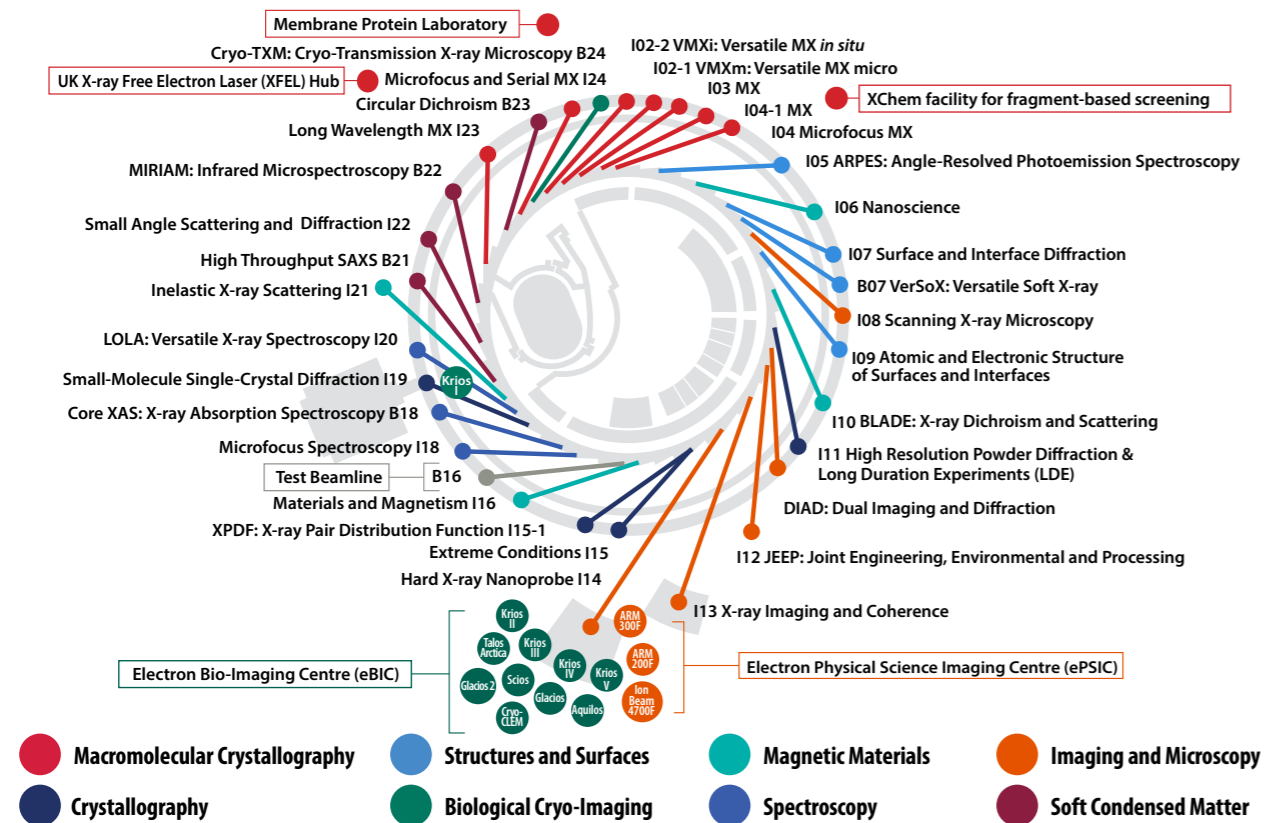 Membrane Protein Laboratory
Cryo-TXM: Cryo-Transmission X-ray Microscopy B24
UK X-ray Free Electron Laser (XFEL) Hub
Microfocus and Serial MX I24
Circular Dichroism B23
Long Wavelength MX I23
MIRIAM: Infrared Microspectroscopy B22
Small Angle Scattering and Diffraction I22
High Throughput SAXS B21
Inelastic X-ray Scattering I21
LOLA: Versatile X-ray Spectroscopy I20
Small-Molecule Single-Crystal Diffraction I19
Krios
I
Core XAS: X-ray Absorption Spectroscopy B18
Microfocus Spectroscopy I18
Test Beamline
B16
Materials and Magnetism I16
XPDF: X-ray Pair Distribution Function I15-1
Extreme Conditions I15
Hard X-ray Nanoprobe I14
I02-2 VMXi: Versatile MX in situ
I02-1 VMXm: Versatile MX micro
I03 MX
XChem facility for fragment-based screening
I04-1 MX
I04 Microfocus MX
I05 ARPES: Angle-Resolved Photoemission Spectroscopy
I06 Nanoscience
I07 Surface and Interface Diffraction
B07 VerSoX: Versatile Soft X-ray
I08 Scanning X-ray Microscopy
I09 Atomic and Electronic Structure
of Surfaces and Interfaces
I10 BLADE: X-ray Dichroism and Scattering
I11 High Resolution Powder Diffraction &
Long Duration Experiments (LDE)
DIAD: Dual Imaging and Diffraction
I12 JEEP: Joint Engineering, Environmental and Processing
I13 X-ray Imaging and Coherence
Electron Bio-Imaging Centre (eBIC)
Krios
II
Talos
Arctica
Krios
III
Krios
IV
Krios
V
Glacios 2
Scios
Glacios
Aquilos
Cryo-
CLEM
ARM
300F
ARM
200F
Ion
Beam
4700F
Electron Physical Science Imaging Centre (ePSIC)
Macromolecular Crystallography
Structures and Surfaces
Magnetic Materials
Imaging and Microscopy
Crystallography
Biological Cryo-Imaging
Spectroscopy
Soft Condensed Matter